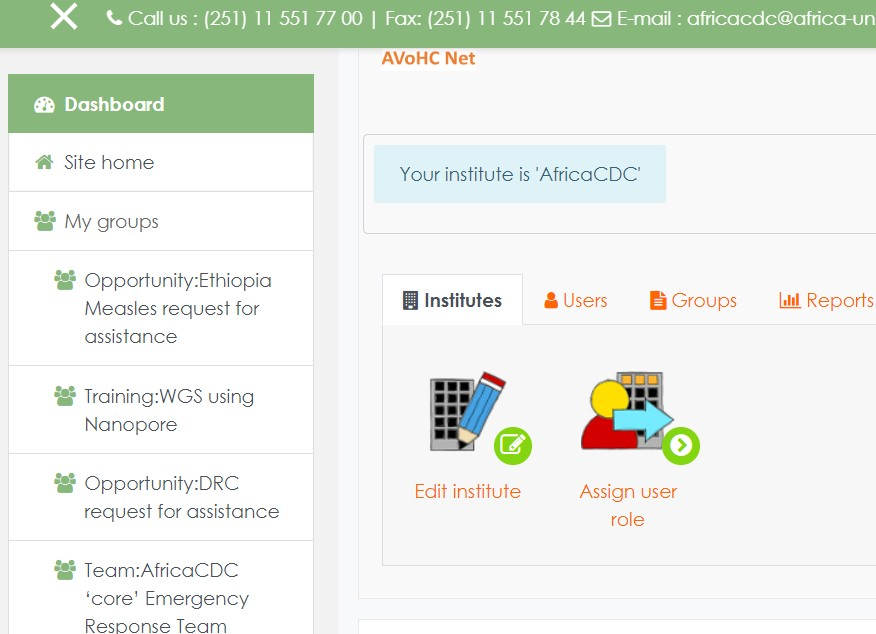 Call us : (251) 11 551 77 00 | Fax: (251) 11 551 78 44 E-mail : africacdc@africa-un
AVoHC Net
Dashboard
Site home
My groups
Opportunity:Ethiopia
Measles request for
assistance
Training:WGS using
Nanopore
Opportunity:DRC
request for assistance
Team:AfricaCDC
‘core’ Emergency
Response Team
Your institute is 'AfricaCDC'
Institutes Users Groups Reports
Edit institute
Assign user
role